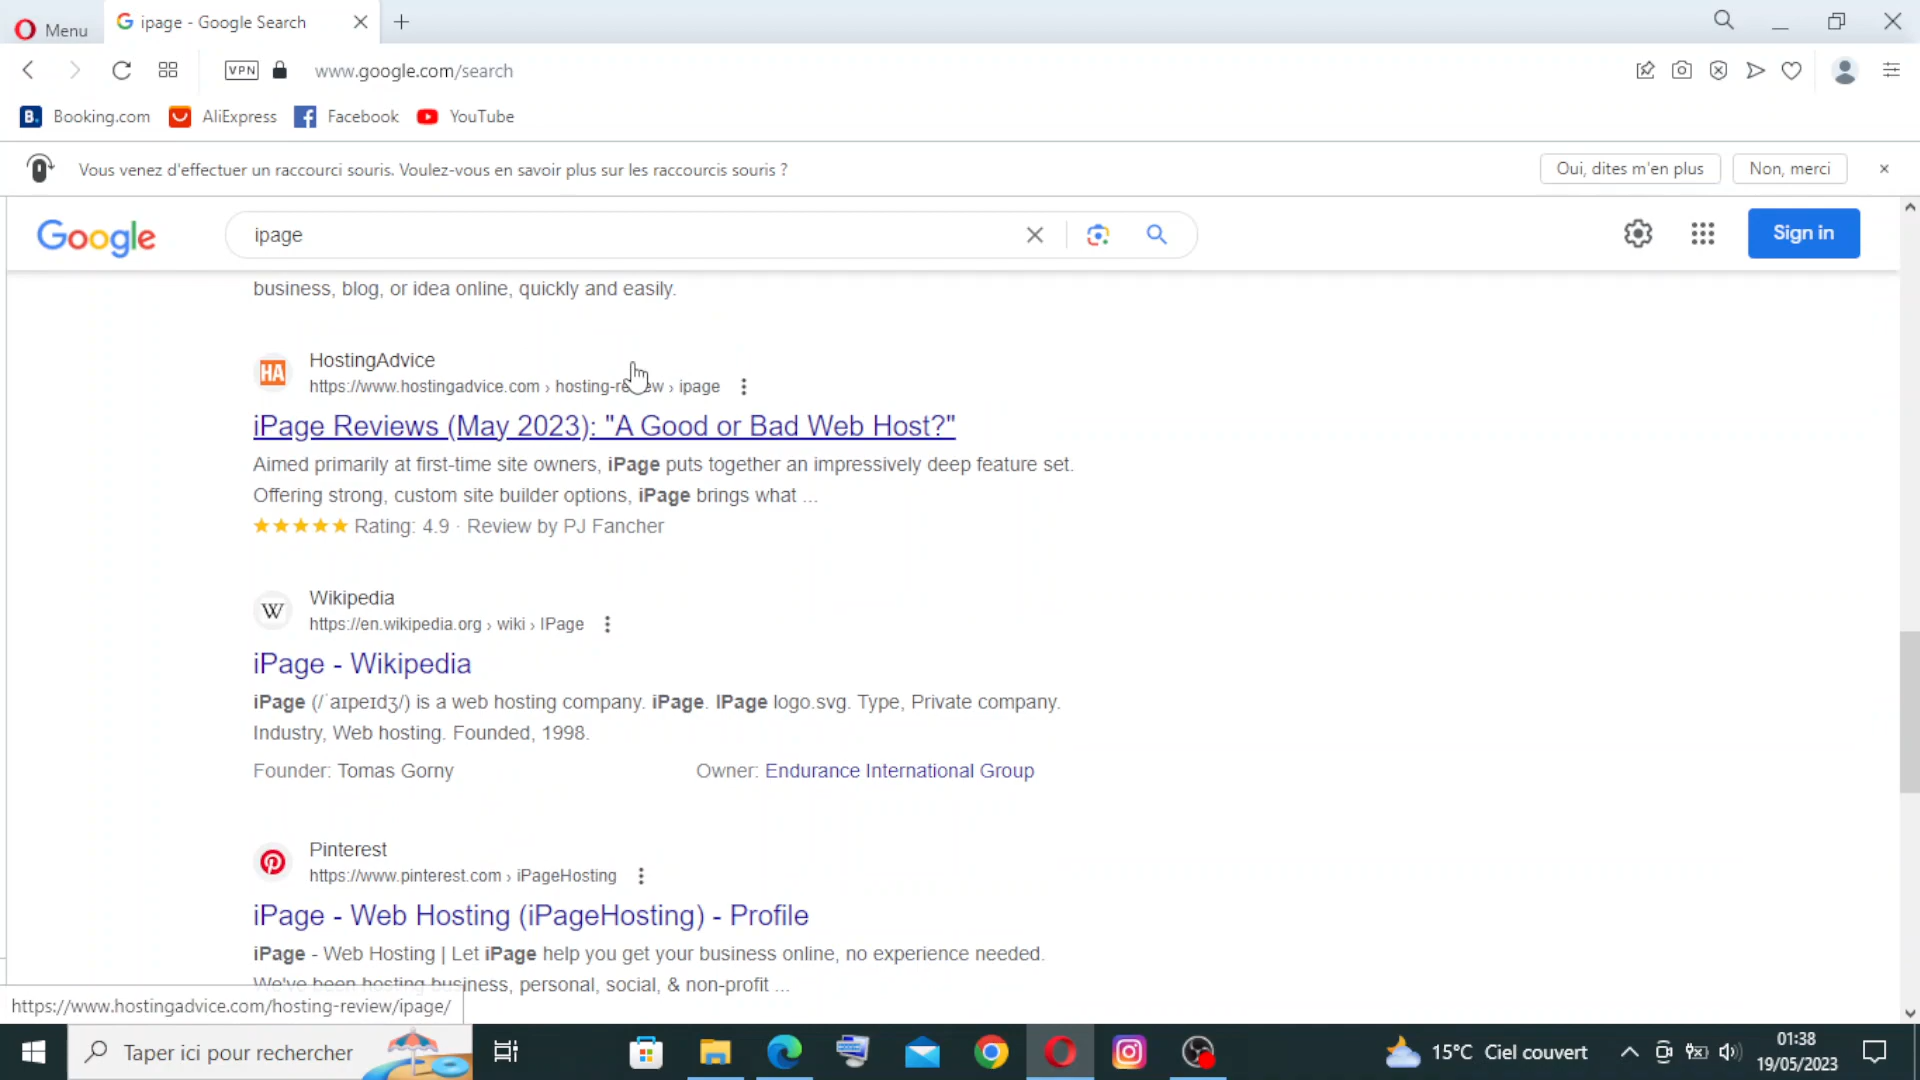 Menu
ipage - Google Search
VPN
www.google.com/search
B. Booking.com
AliExpress
Facebook
YouTube
Vous venez d'effectuer un raccourci souris. Voulez-vous en savoir plus sur les raccourcis souris ?
Oui, dites m'en plus
Non, merci
Google
ipage
Sign in
business, blog, or idea online, quickly and easily.
HA
HostingAdvice
https://www.hostingadvice.com › hosting-review › ipage
iPage Reviews (May 2023): "A Good or Bad Web Host?"
Aimed primarily at first-time site owners, iPage puts together an impressively deep feature set.
Offering strong, custom site builder options, iPage brings what ...
Rating: 4.9 · Review by PJ Fancher
W
Wikipedia
https://en.wikipedia.org › wiki › IPage
iPage - Wikipedia
iPage (/ˈaɪpeɪdʒ/) is a web hosting company. iPage. IPage logo.svg. Type, Private company.
Industry, Web hosting. Founded, 1998.
Founder: Tomas Gorny
Owner: Endurance International Group
Pinterest
https://www.pinterest.com › iPageHosting
iPage - Web Hosting (iPageHosting) - Profile
iPage - Web Hosting | Let iPage help you get your business online, no experience needed.
We've been hosting business, personal, social, & non-profit ...
https://www.hostingadvice.com/hosting-review/ipage/
Taper ici pour rechercher
15°C Ciel couvert
01:38
19/05/2023